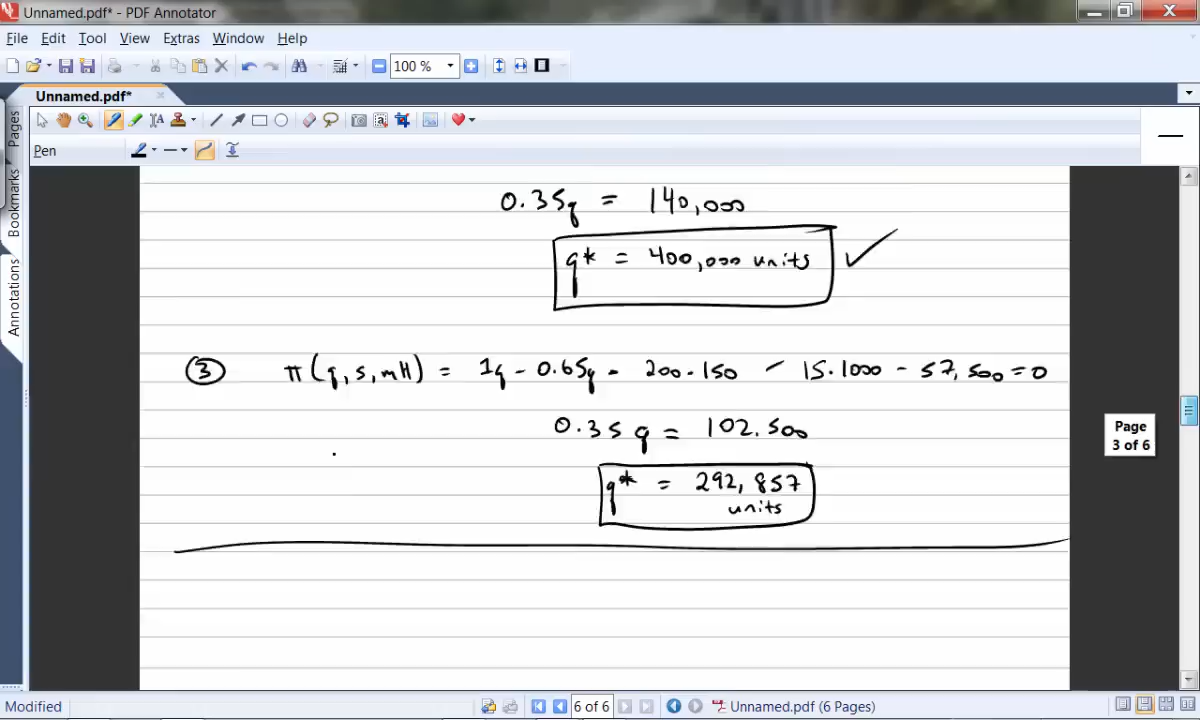 Unnamed.pdf* - PDF Annotator
File Edit Tool View Extras Window Help
100 %
Unnamed.pdf*
Pen
Pages
Bookmarks
Annotations
0.35q = 140,000
q* = 400,000 units ✓
③ π(q,s,mH) = 1q - 0.65q - 200·150 - 15·1000 - 57,500 = 0
0.35q = 102.500
q* = 292,857
units
Page
3 of 6
Modified
6 of 6
Unnamed.pdf (6 Pages)